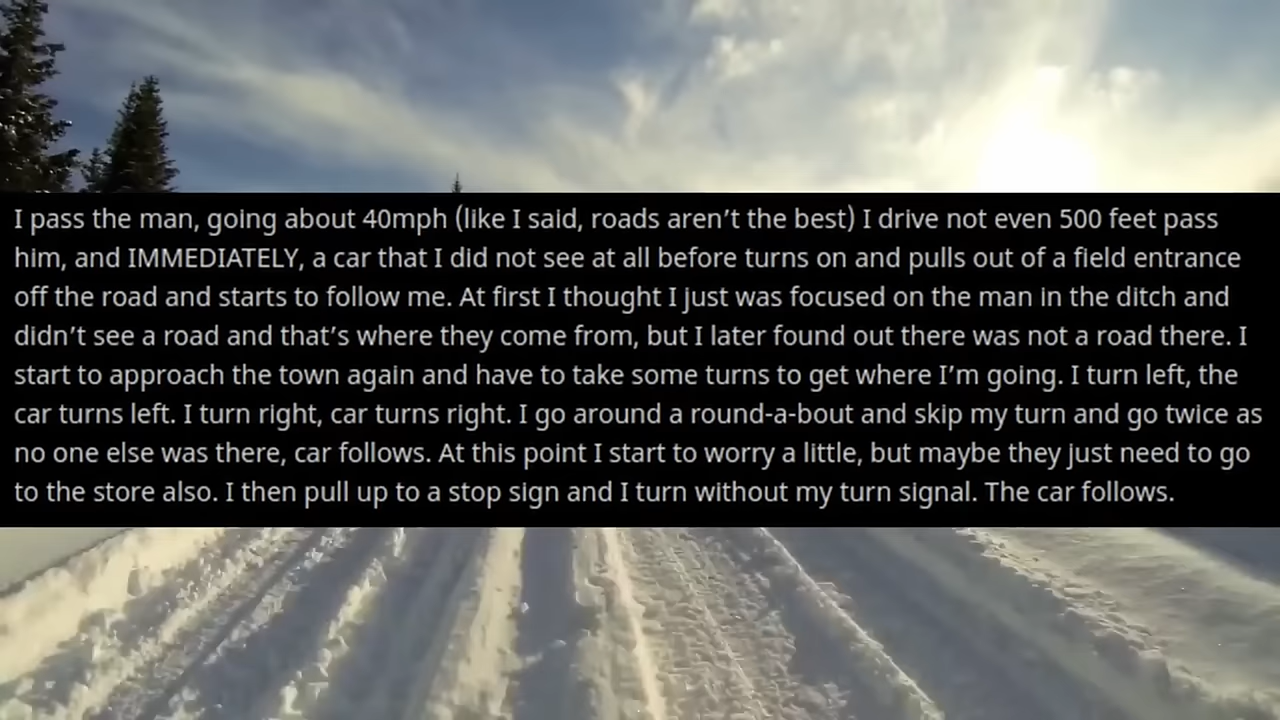 I pass the man, going about 40mph (like I said, roads aren’t the best) I drive not even 500 feet pass
him, and IMMEDIATELY, a car that I did not see at all before turns on and pulls out of a field entrance
off the road and starts to follow me. At first I thought I just was focused on the man in the ditch and
didn’t see a road and that’s where they come from, but I later found out there was not a road there. I
start to approach the town again and have to take some turns to get where I’m going. I turn left, the
car turns left. I turn right, car turns right. I go around a round-a-bout and skip my turn and go twice as
no one else was there, car follows. At this point I start to worry a little, but maybe they just need to go
to the store also. I then pull up to a stop sign and I turn without my turn signal. The car follows.